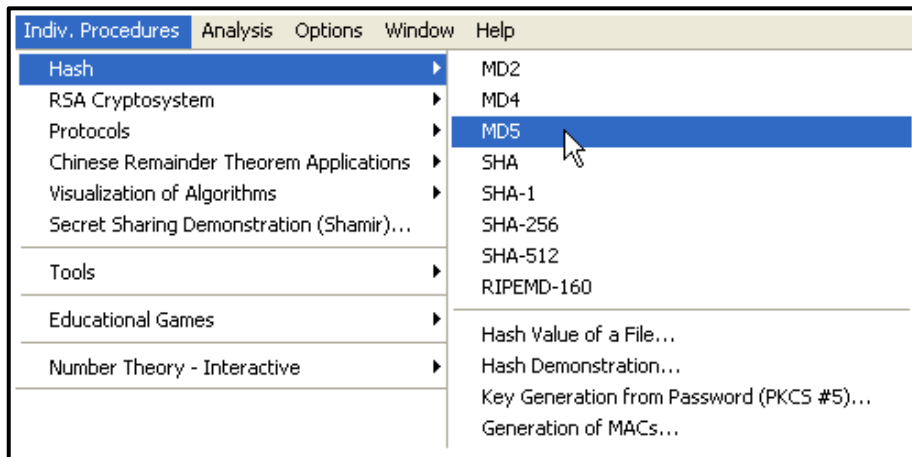 Indiv. Procedures Analysis Options Window Help
Hash
RSA Cryptosystem
Protocols
Chinese Remainder Theorem Applications
Visualization of Algorithms
Secret Sharing Demonstration (Shamir)...
Tools
Educational Games
Number Theory - Interactive
MD2
MD4
MD5
SHA
SHA-1
SHA-256
SHA-512
RIPEMD-160
Hash Value of a File...
Hash Demonstration...
Key Generation from Password (PKCS #5)...
Generation of MACs...